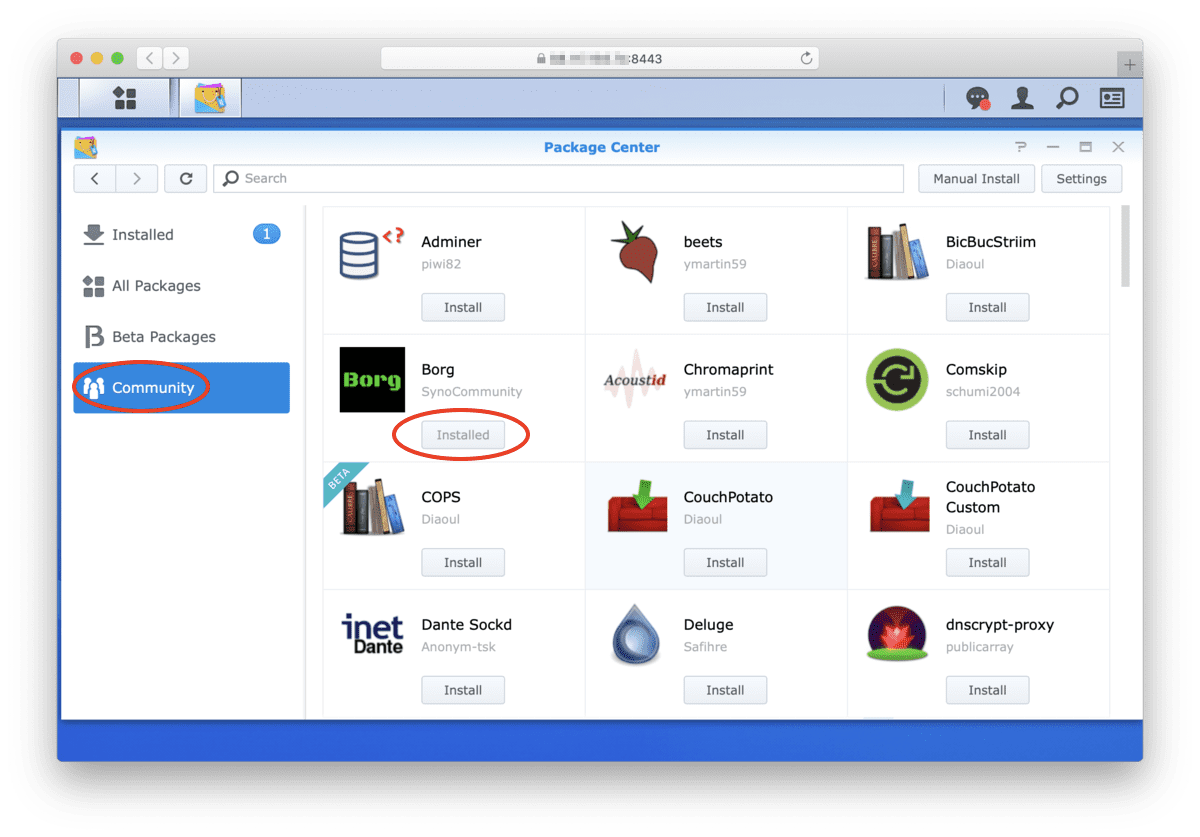 :8443
Package Center
Search
Manual Install
Settings
Installed
1
All Packages
Beta Packages
Community
Adminer
piwi82
Install
beets
ymartin59
Install
CALIBRE
BicBucStriim
Diaoul
Install
Borg
Borg
SynoCommunity
Installed
Acoustid
Chromaprint
ymartin59
Install
Comskip
schumi2004
Install
BETA
CALIBRE
COPS
Diaoul
Install
CouchPotato
Diaoul
Install
CouchPotato
Custom
Diaoul
Install
inet
Dante
Dante Sockd
Anonym-tsk
Install
Deluge
Safihre
Install
dnscrypt-proxy
publicarray
Install